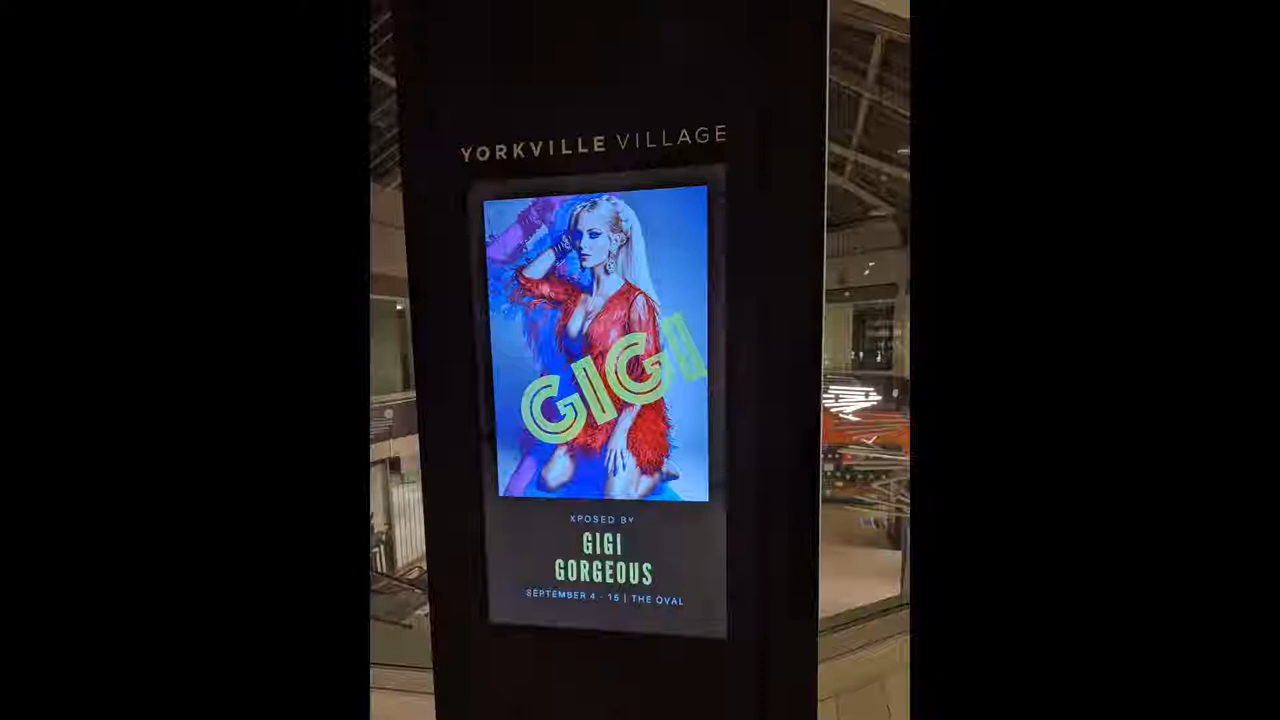 YORKVILLE VILLAGE
GIGI
XPOSED BY
GIGI
GORGEOUS
SEPTEMBER 4 - 15 | THE OVAL